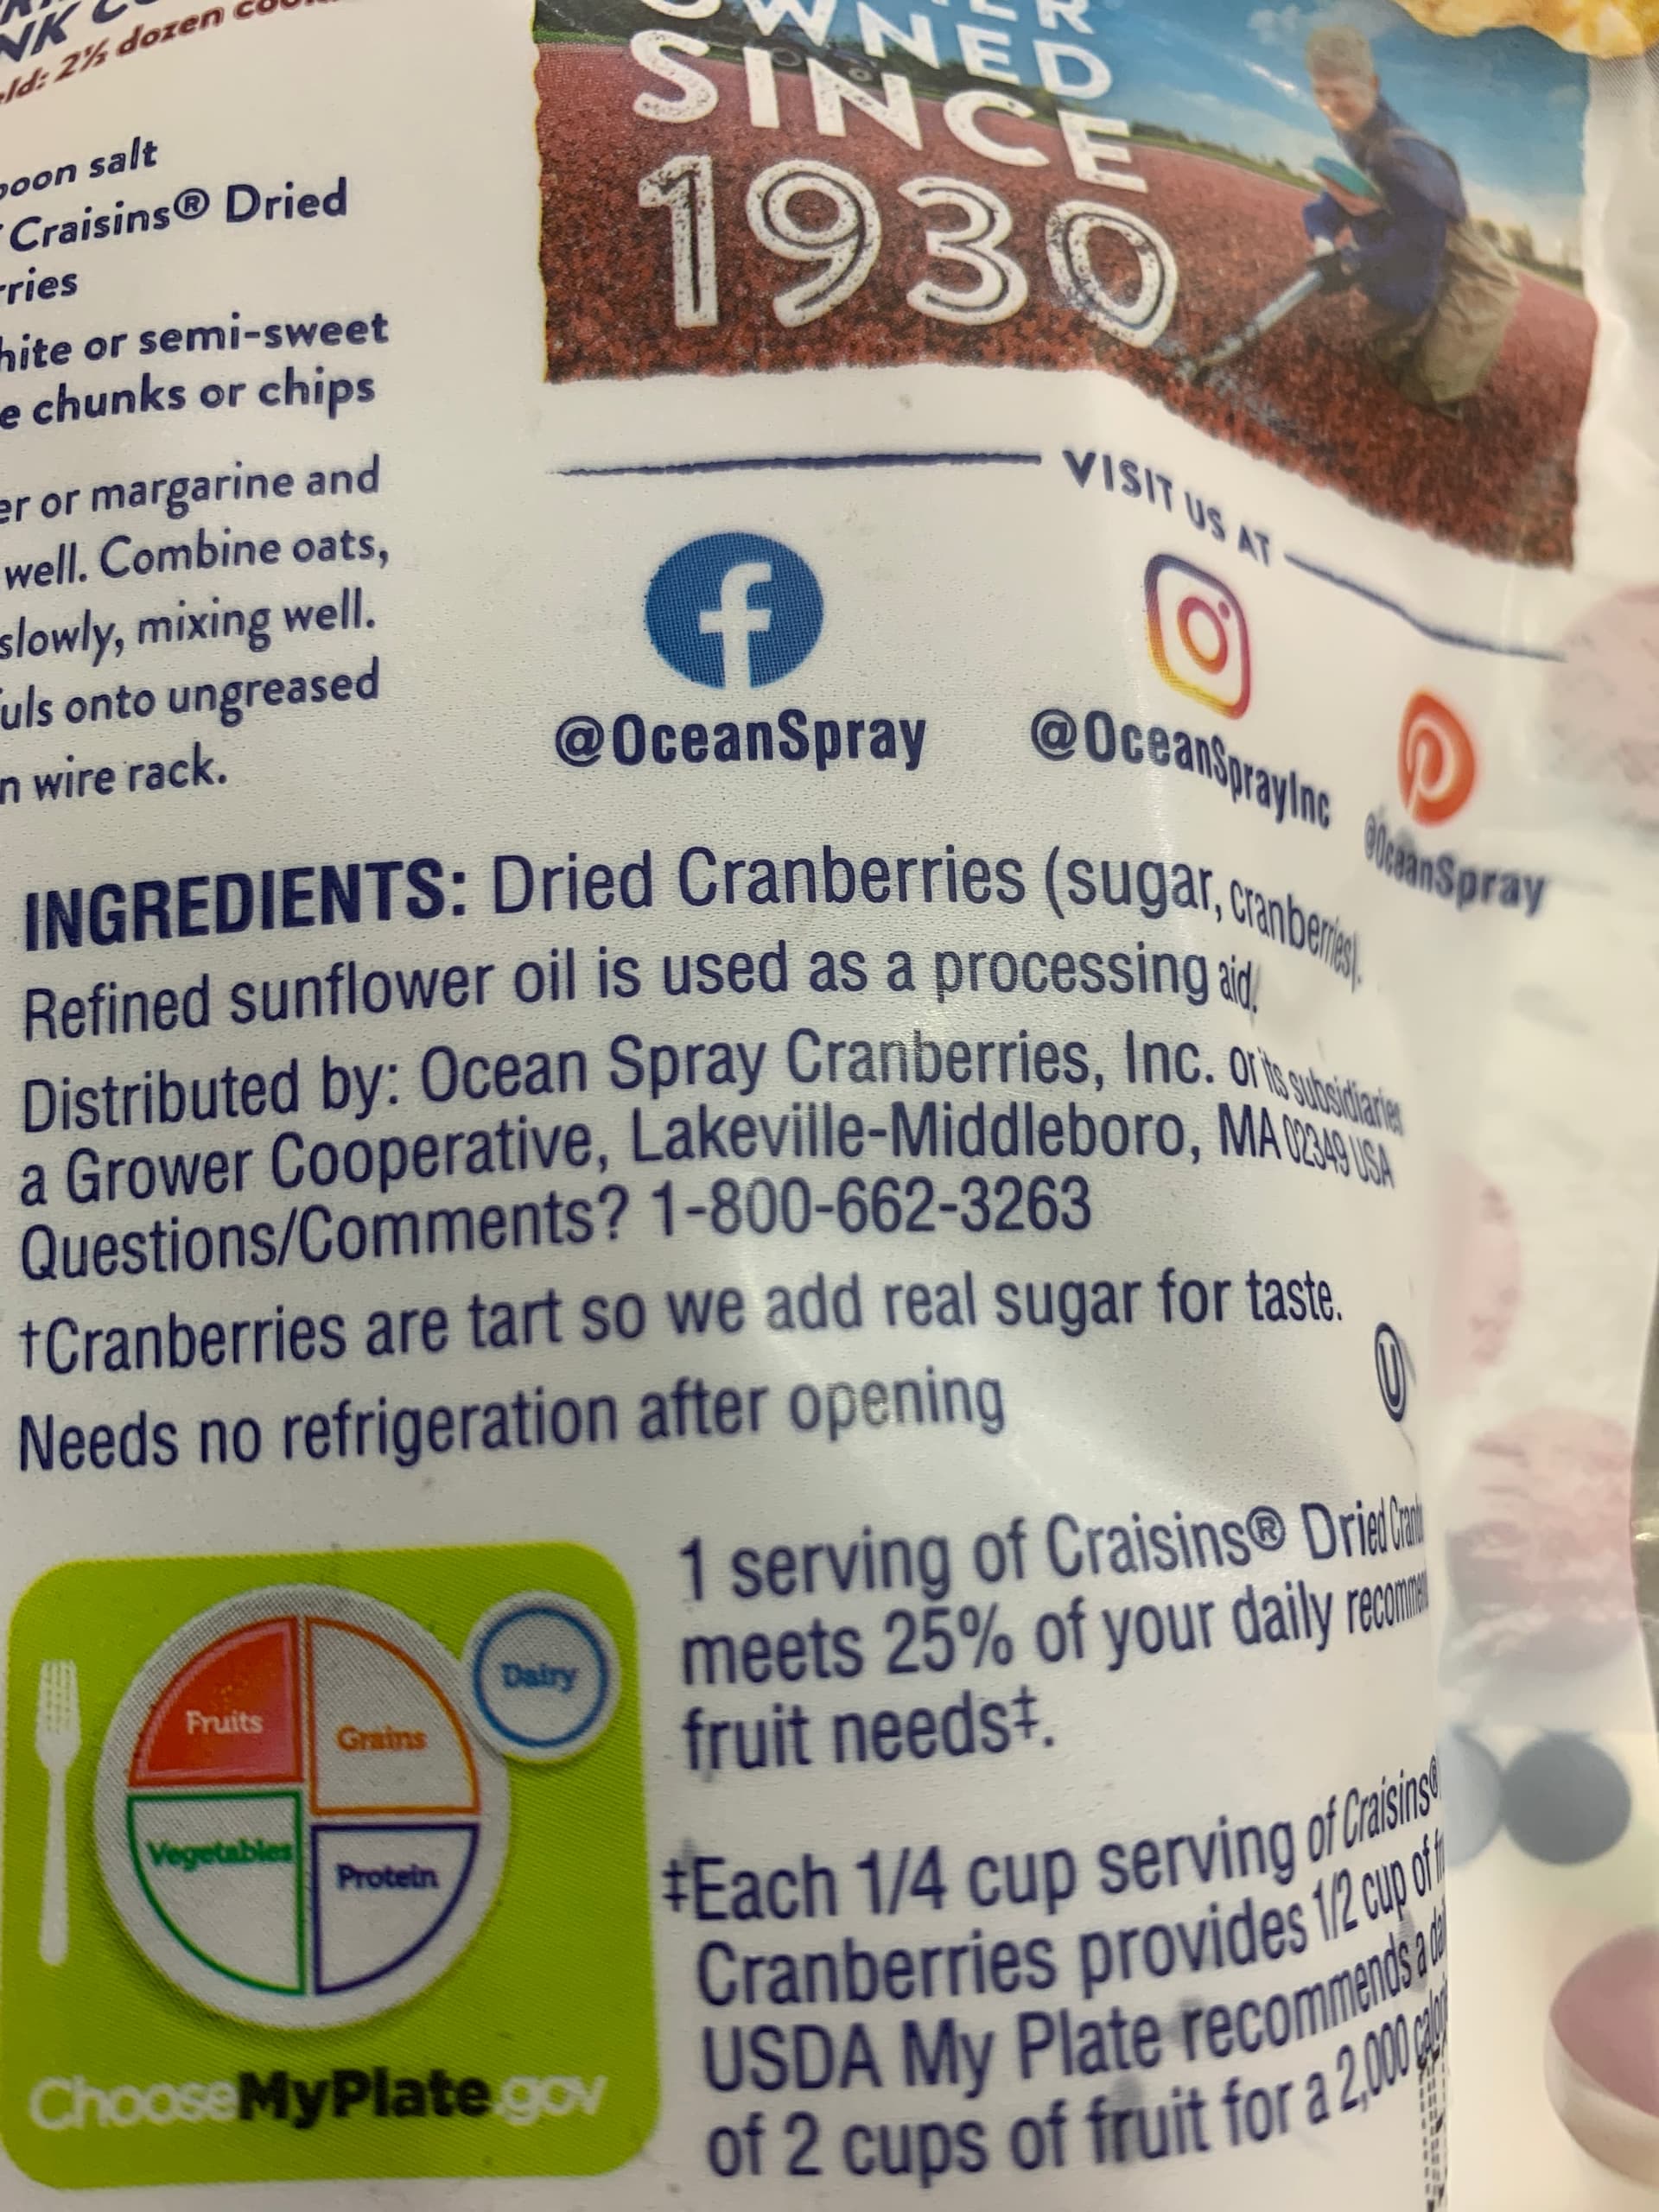 dozen
poon salt
Craisins® Dried
rries
hite or semi-sweet
e chunks or chips
er or margarine and
well. Combine oats,
slowly, mixing well.
uls onto ungreased
n wire rack.
OWNED
SINCE
1930
VISIT US AT
f
@OceanSpray
@OceanSprayInc
@OceanSpray
INGREDIENTS: Dried Cranberries (sugar, cranberries).
Refined sunflower oil is used as a processing aid.
Distributed by: Ocean Spray Cranberries, Inc. or its subsidiaries
a Grower Cooperative, Lakeville-Middleboro, MA 02349 USA
Questions/Comments? 1-800-662-3263
†Cranberries are tart so we add real sugar for taste.
Needs no refrigeration after opening
U
Fruits
Grains
Dairy
Vegetables
Protein
ChooseMyPlate.gov
1 serving of Craisins® Dried Cranb
meets 25% of your daily recommen
fruit needs‡.
‡Each 1/4 cup serving of Craisins®
Cranberries provides 1/2 cup of
USDA My Plate recommends a da
of 2 cups of fruit for a 2,000